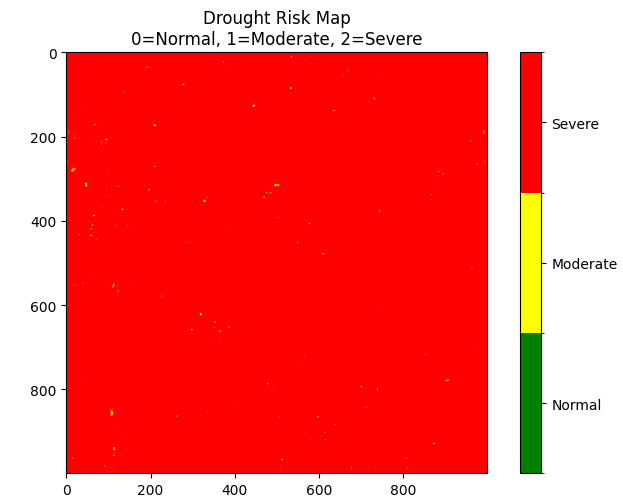 Drought Risk Map
0=Normal, 1=Moderate, 2=Severe
0
200
400
600
800
0
200
400
600
800
Severe
Moderate
Normal